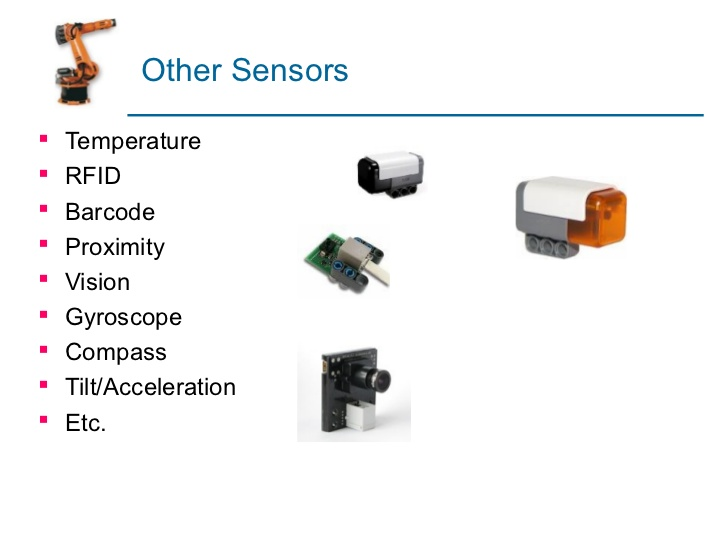 Other Sensors
Temperature
RFID
Barcode
Proximity
Vision
Gyroscope
Compass
Tilt/Acceleration
Etc.